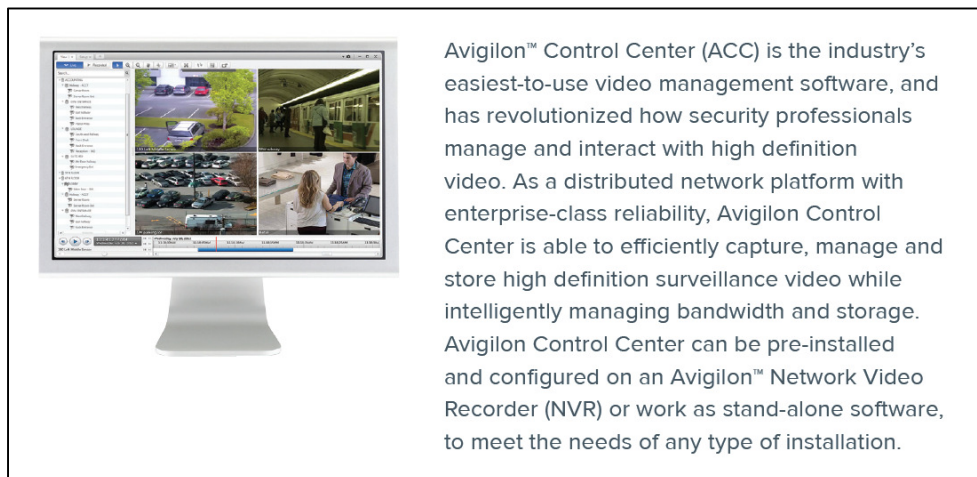 Avigilon™ Control Center (ACC) is the industry’s
easiest-to-use video management software, and
has revolutionized how security professionals
manage and interact with high definition
video. As a distributed network platform with
enterprise-class reliability, Avigilon Control
Center is able to efficiently capture, manage and
store high definition surveillance video while
intelligently managing bandwidth and storage.
Avigilon Control Center can be pre-installed
and configured on an Avigilon™ Network Video
Recorder (NVR) or work as stand-alone software,
to meet the needs of any type of installation.